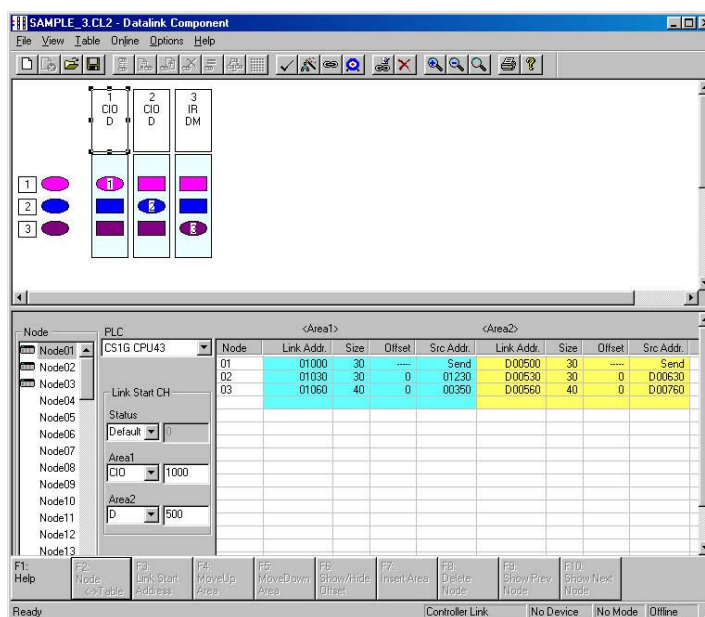 SAMPLE_3.CL2 - Datalink Component
File View Table Online Options Help
1 2 3
CIO CIO IR
D D DM
1 1
2 2
3 3
<Area1> <Area2>
Node PLC
CS1G CPU43
Node Link Addr. Size Offset Src Addr. Link Addr. Size Offset Src Addr.
01 01000 30 ----- Send D00500 30 ----- Send
02 01030 30 0 01230 D00530 30 0 D00630
03 01060 40 0 00350 D00560 40 0 D00760
Node01
Node02
Node03
Node04
Node05
Node06
Node07
Node08
Node09
Node10
Node11
Node12
Node13
Link Start CH
Status
Default 0
Area1
CIO 1000
Area2
D 500
F1: Help
F2: Node <->Table
F3: Link Start Address
F4: MoveUp Area
F5: MoveDown Area
F6: Show/Hide Offset
F7: Insert Area
F8: Delete Node
F9: Show Prev Node
F10: Show Next Node
Ready Controller Link No Device No Mode Offline